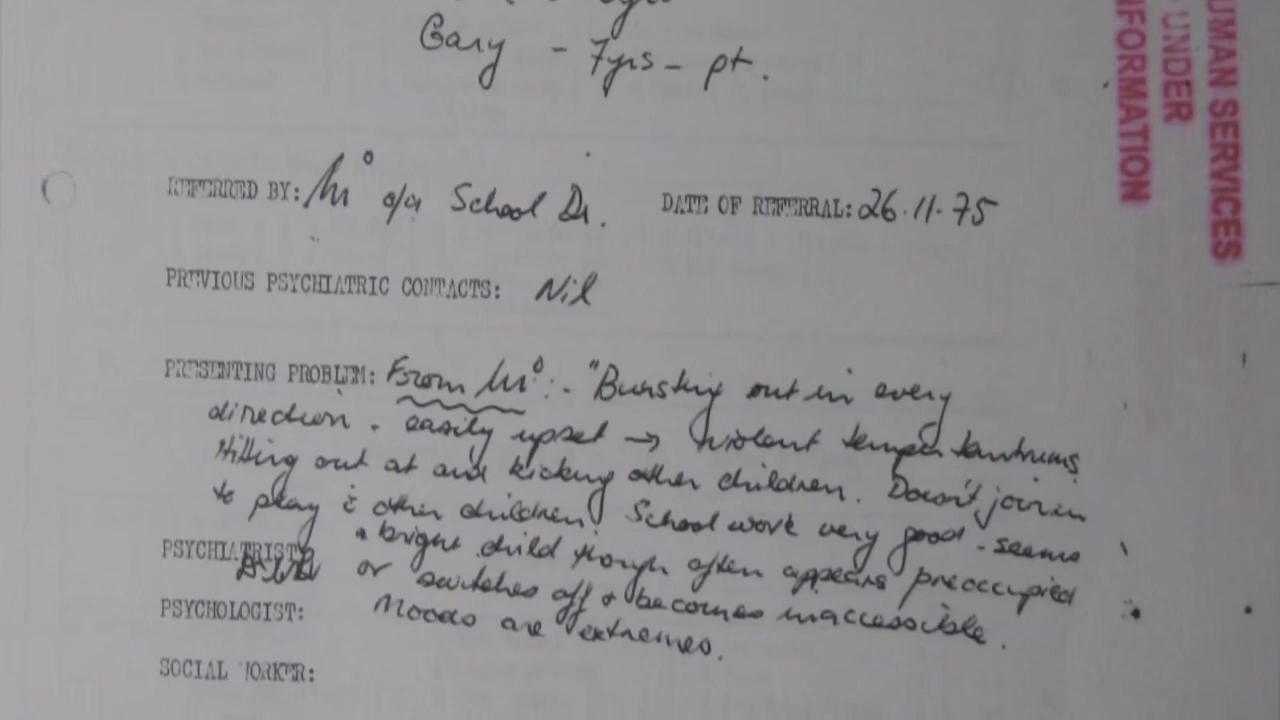 Gary - 7yrs - pt.
HUMAN SERVICES
UNDER
INFORMATION
REFERRED BY: M° o/a School Dr. DATE OF REFERRAL: 26.11.75
PREVIOUS PSYCHIATRIC CONTACTS: Nil
PRESENTING PROBLEM: From M°:- "Bursting out in every
direction. easily upset → violent temper tantrums
Hitting out at and kicking other children. Doesn't join in
to play c̄ other children. School work very good - seems
a bright child though often appears preoccupied
PSYCHIATRIST:
or switches off + becomes inaccessible.
PSYCHOLOGIST: Moods are extremes.
SOCIAL WORKER: